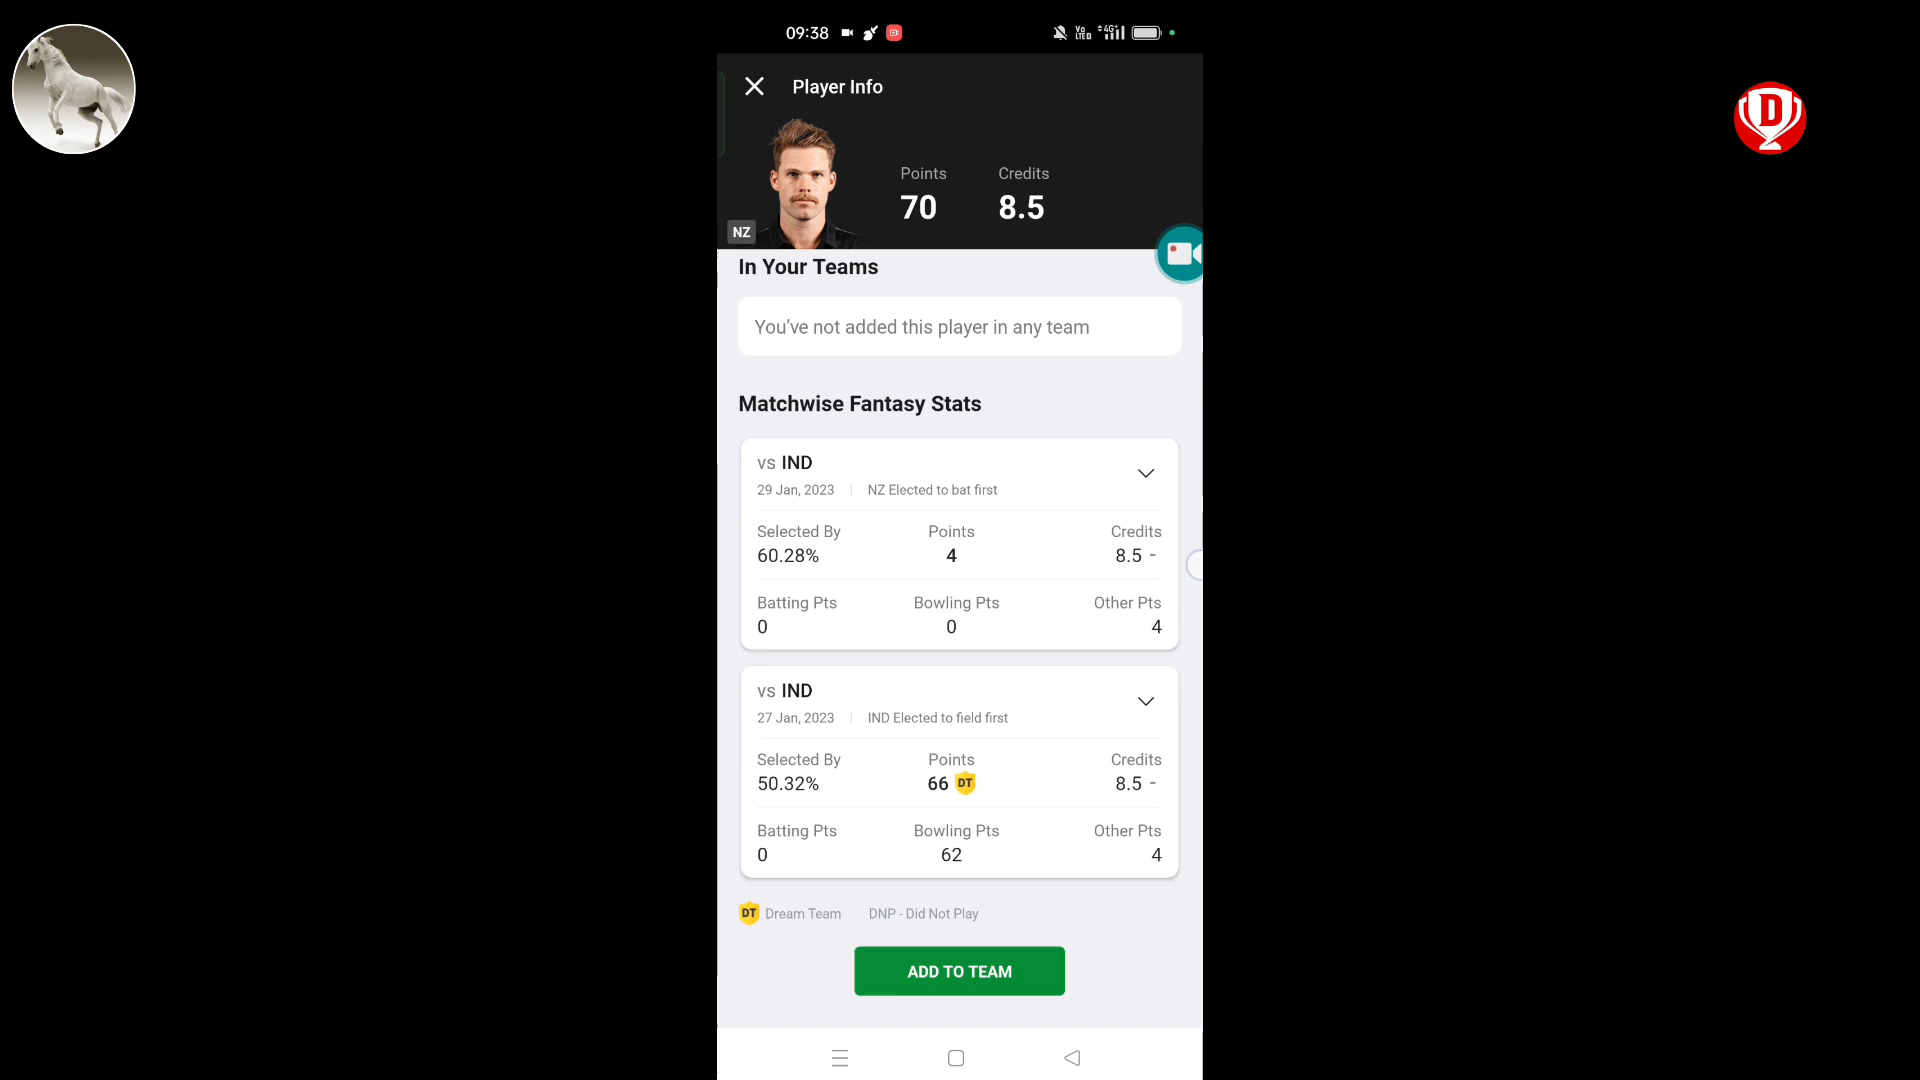 09:38
Vo
LTE D
4G+
Player Info
Points
Credits
70
8.5
NZ
D
In Your Teams
You've not added this player in any team
Matchwise Fantasy Stats
vs IND
29 Jan, 2023 | NZ Elected to bat first
Selected By Points Credits
60.28% 4 8.5 -
Batting Pts Bowling Pts Other Pts
0 0 4
vs IND
27 Jan, 2023 | IND Elected to field first
Selected By Points Credits
50.32% 66 DT 8.5 -
Batting Pts Bowling Pts Other Pts
0 62 4
DT Dream Team DNP - Did Not Play
ADD TO TEAM